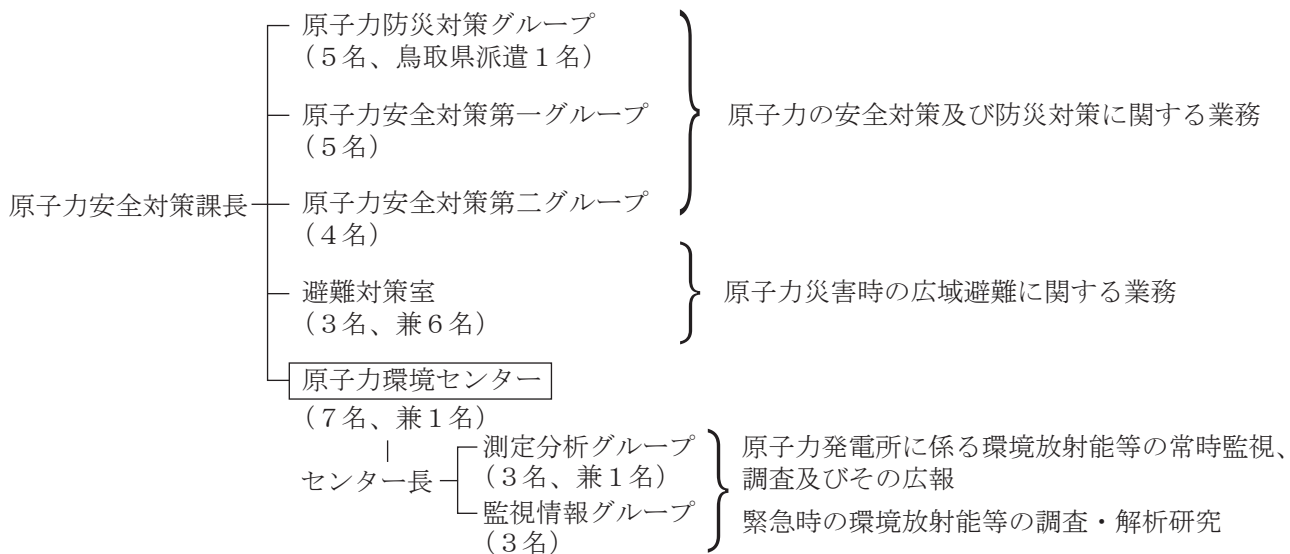 原子力防災対策グループ
（５名、鳥取県派遣１名）
原子力安全対策第一グループ
（５名）
原子力の安全対策及び防災対策に関する業務
原子力安全対策課長
原子力安全対策第二グループ
（４名）
避難対策室
（３名、兼６名）
原子力災害時の広域避難に関する業務
原子力環境センター
（７名、兼１名）
センター長
測定分析グループ
（３名、兼１名）
監視情報グループ
（３名）
原子力発電所に係る環境放射能等の常時監視、
調査及びその広報
緊急時の環境放射能等の調査・解析研究